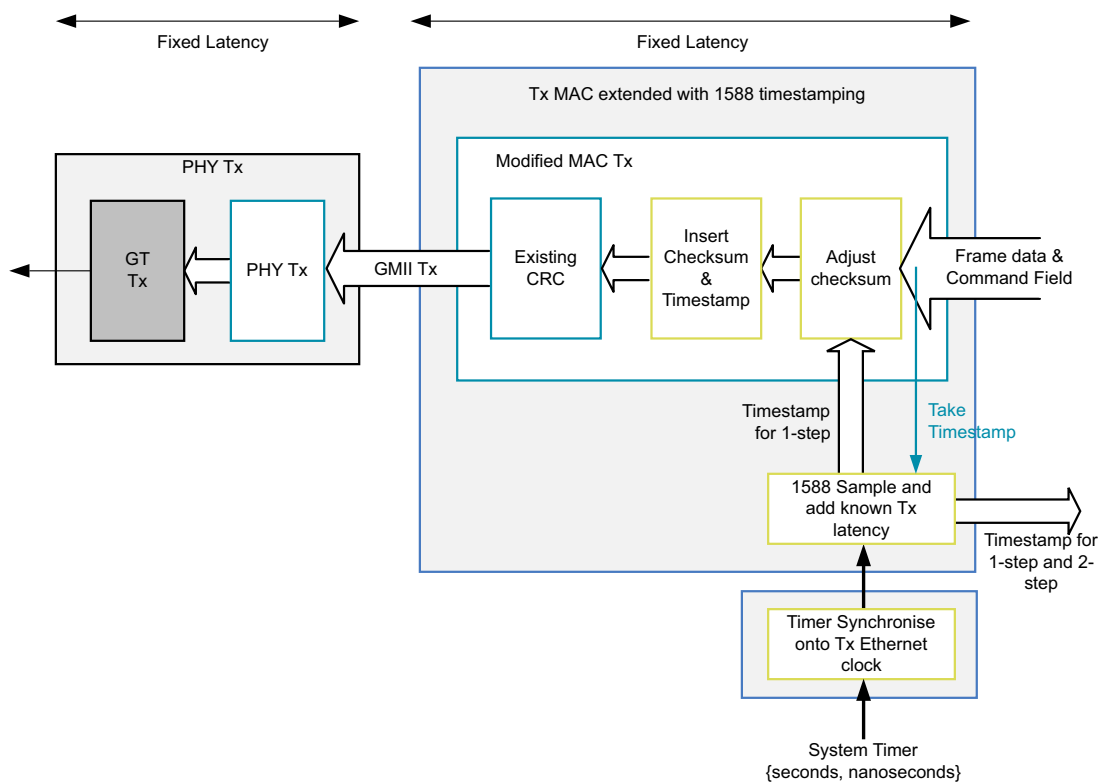 Fixed Latency
Fixed Latency
Tx MAC extended with 1588 timestamping
PHY Tx
Modified MAC Tx
GT
Tx
PHY Tx
GMII Tx
Existing
CRC
Insert
Checksum
&
Timestamp
Adjust
checksum
Frame data &
Command Field
Timestamp
for 1-step
Take
Timestamp
1588 Sample and
add known Tx
latency
Timestamp for
1-step and 2-
step
Timer Synchronise
onto Tx Ethernet
clock
System Timer
{seconds, nanoseconds}